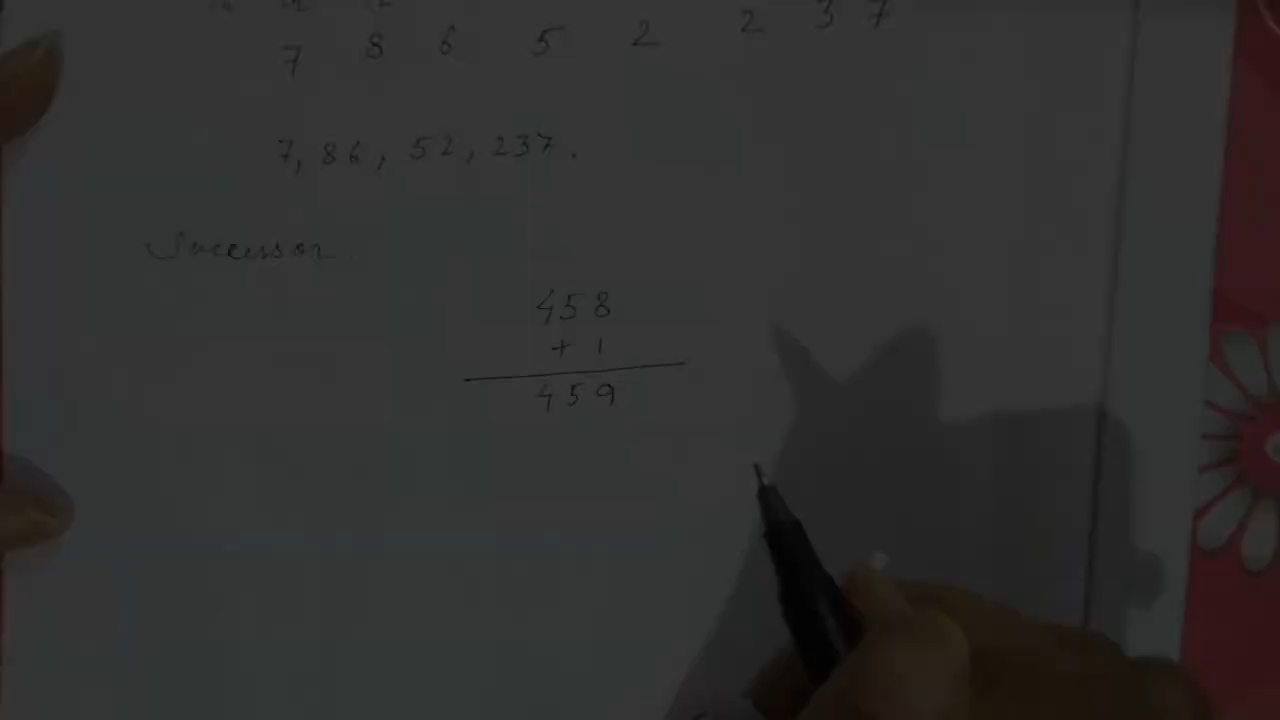 7 8 6 5 2 2 3 7
7, 86, 52, 237.
Successor
458
+ 1
459